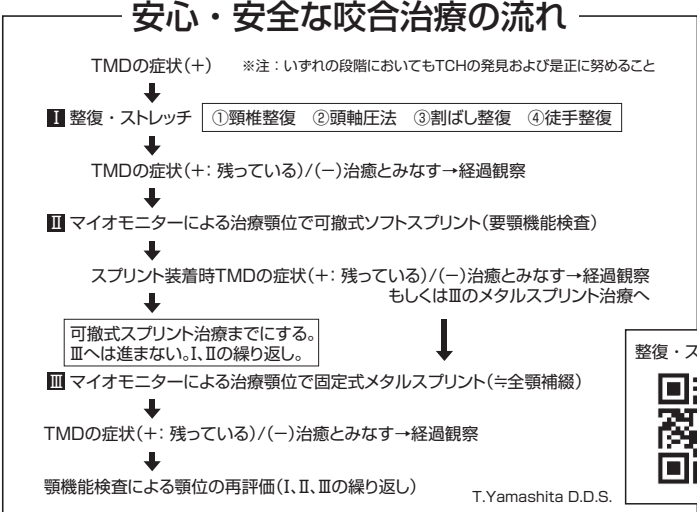 安心・安全な咬合治療の流れ
TMDの症状(+) ※注：いずれの段階においてもTCHの発見および是正に努めること
Ⅰ 整復・ストレッチ ①頸椎整復 ②頭軸圧法 ③割ばし整復 ④徒手整復
TMDの症状(+：残っている)/(−)治癒とみなす→経過観察
Ⅱ マイオモニターによる治療顎位で可撤式ソフトスプリント(要顎機能検査)
スプリント装着時TMDの症状(+：残っている)/(−)治癒とみなす→経過観察
もしくはⅢのメタルスプリント治療へ
可撤式スプリント治療までにする。
Ⅲへは進まない。Ⅰ、Ⅱの繰り返し。
整復・ス
Ⅲ マイオモニターによる治療顎位で固定式メタルスプリント(≒全顎補綴)
TMDの症状(+：残っている)/(−)治癒とみなす→経過観察
顎機能検査による顎位の再評価(Ⅰ、Ⅱ、Ⅲの繰り返し)
T.Yamashita D.D.S.